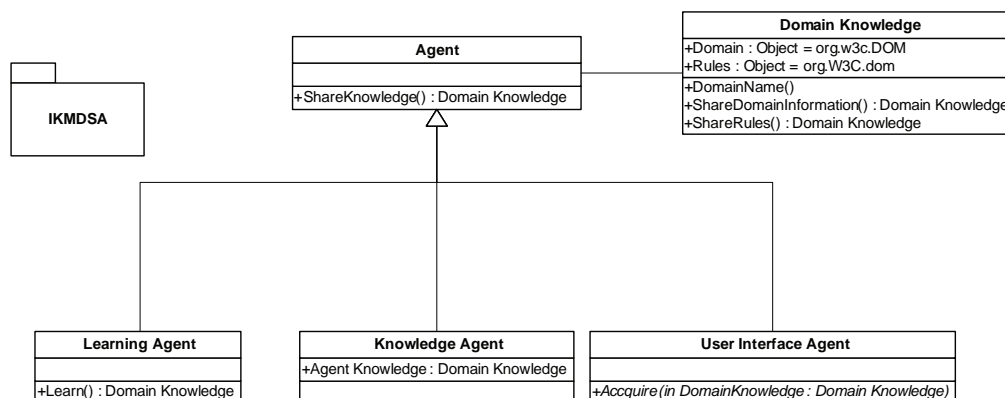 Agent
+ShareKnowledge() : Domain Knowledge
Domain Knowledge
+Domain : Object = org.w3c.DOM
+Rules : Object = org.W3C.dom
+DomainName()
+ShareDomainInformation() : Domain Knowledge
+ShareRules() : Domain Knowledge
IKMDSA
Learning Agent
+Learn() : Domain Knowledge
Knowledge Agent
+Agent Knowledge : Domain Knowledge
User Interface Agent
+Accquire(in DomainKnowledge : Domain Knowledge)